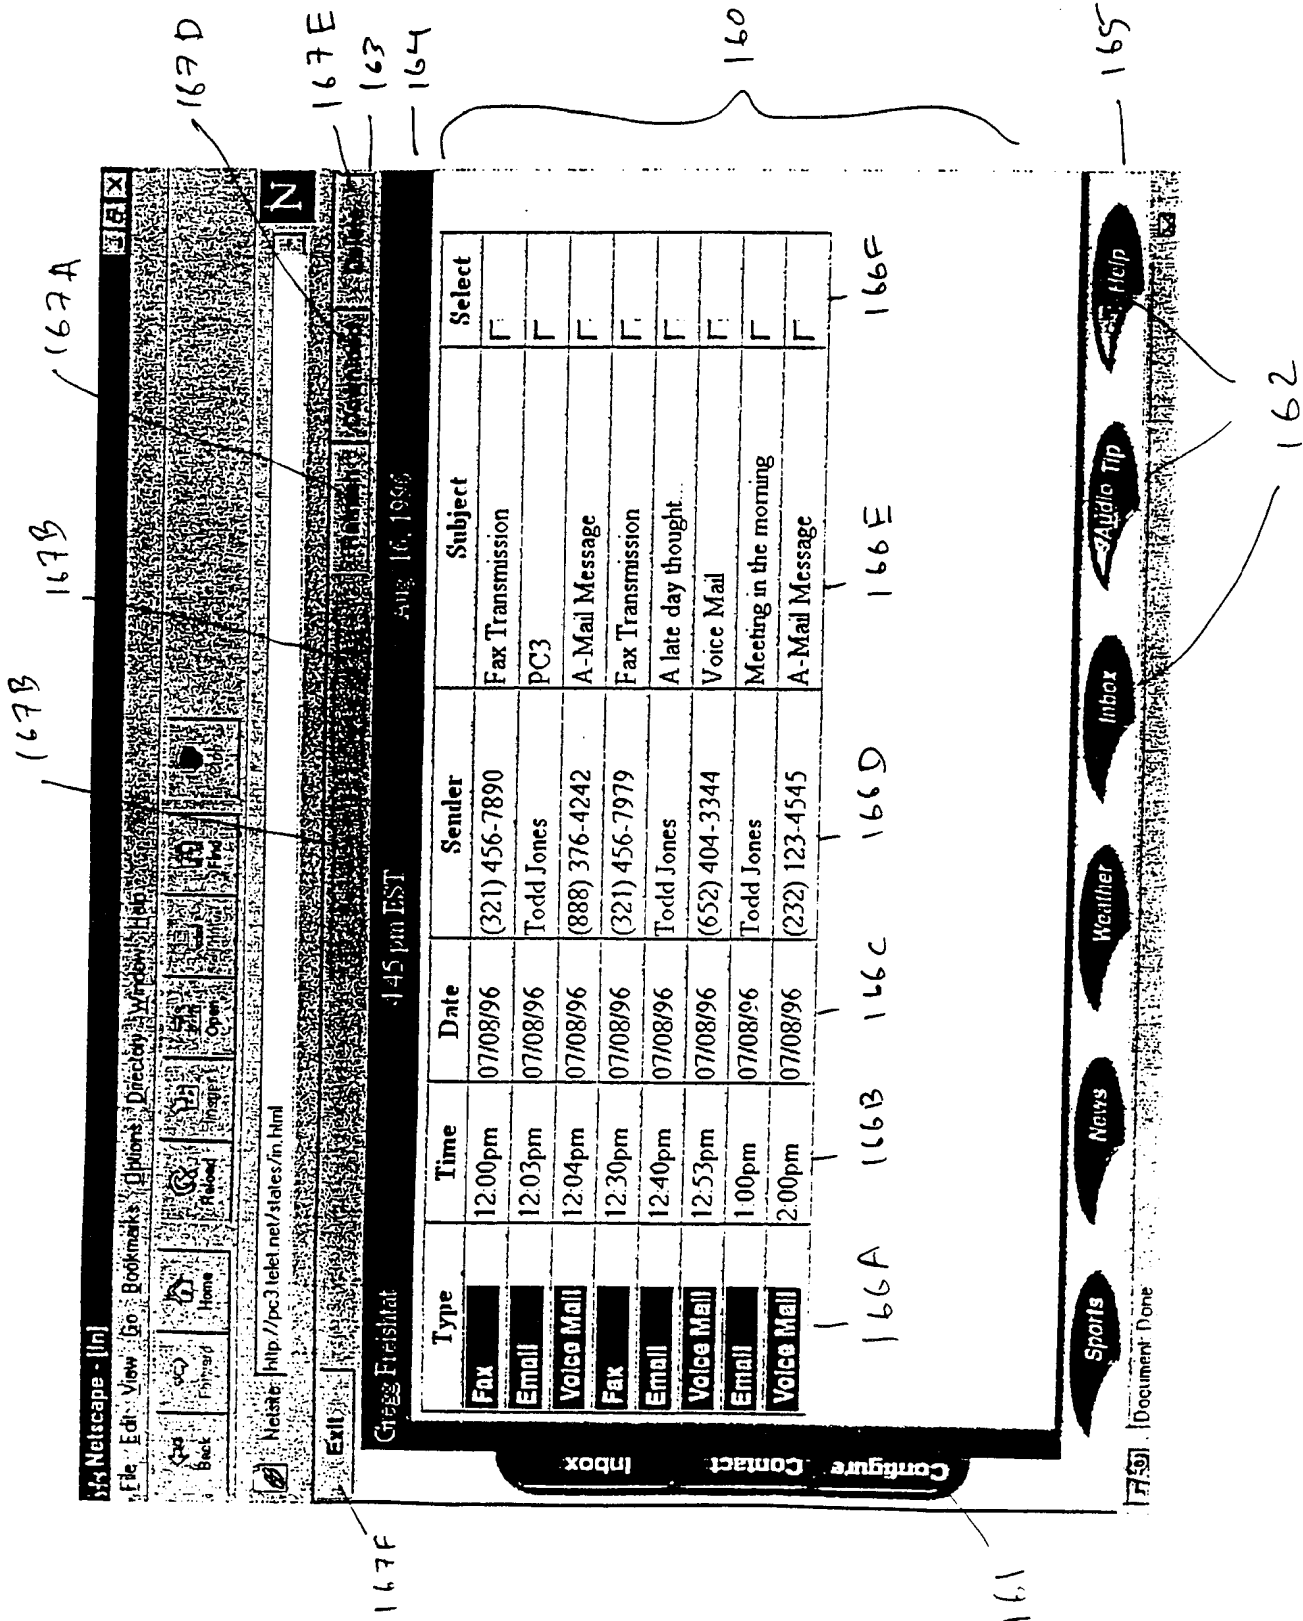 Netscape - [In]
File Edit View Go Bookmarks Options Directory Window Help
Back Forward Home Reload Images Open Find Stop
Netsite: http://pc3.telet.net/states/in.html
N
Exit Download Delete
Gregg Freishtat 4:45 pm EST Aug. 16, 1996
Type Time Date Sender Subject Select
Fax 12:00pm 07/08/96 (321) 456-7890 Fax Transmission
Email 12:03pm 07/08/96 Todd Jones PC3
Voice Mail 12:04pm 07/08/96 (888) 376-4242 A-Mail Message
Fax 12:30pm 07/08/96 (321) 456-7979 Fax Transmission
Email 12:40pm 07/08/96 Todd Jones A late day thought...
Voice Mail 12:53pm 07/08/96 (652) 404-3344 Voice Mail
Email 1:00pm 07/08/96 Todd Jones Meeting in the morning
Voice Mail 2:00pm 07/08/96 (232) 123-4545 A-Mail Message
Inbox
Contact
Configure
Sports News Weather Inbox Audio Tip Help
Document Done
167F
167B
167B
167A
167D
167E
163
164
160
165
166A 166B 166C 166D 166E 166F
161
162